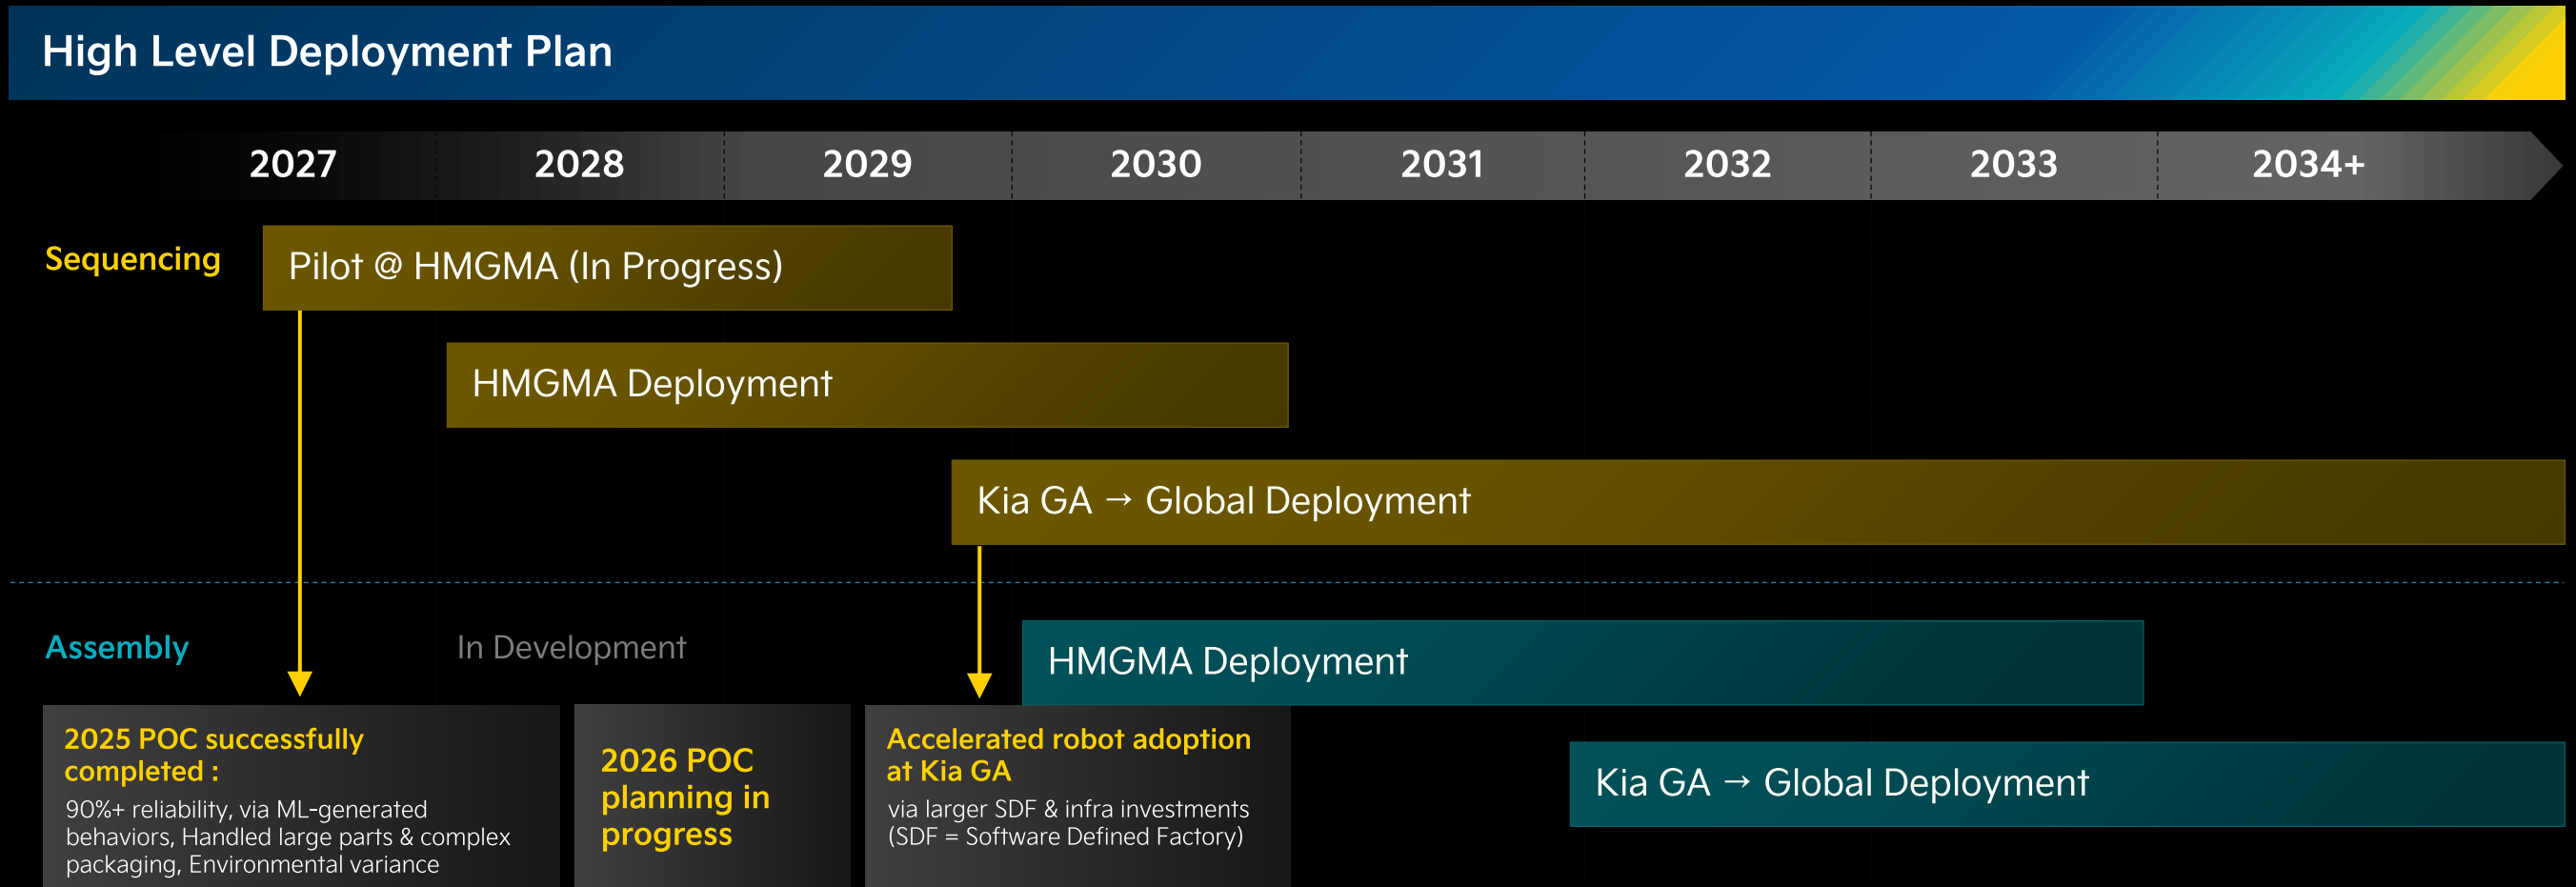 High Level Deployment Plan
2027 2028 2029 2030 2031 2032 2033 2034+
Sequencing
Pilot @ HMGMA (In Progress)
HMGMA Deployment
Kia GA → Global Deployment
Assembly
In Development
HMGMA Deployment
Kia GA → Global Deployment
2025 POC successfully
completed :
90%+ reliability, via ML-generated
behaviors, Handled large parts & complex
packaging, Environmental variance
2026 POC
planning in
progress
Accelerated robot adoption
at Kia GA
via larger SDF & infra investments
(SDF = Software Defined Factory)